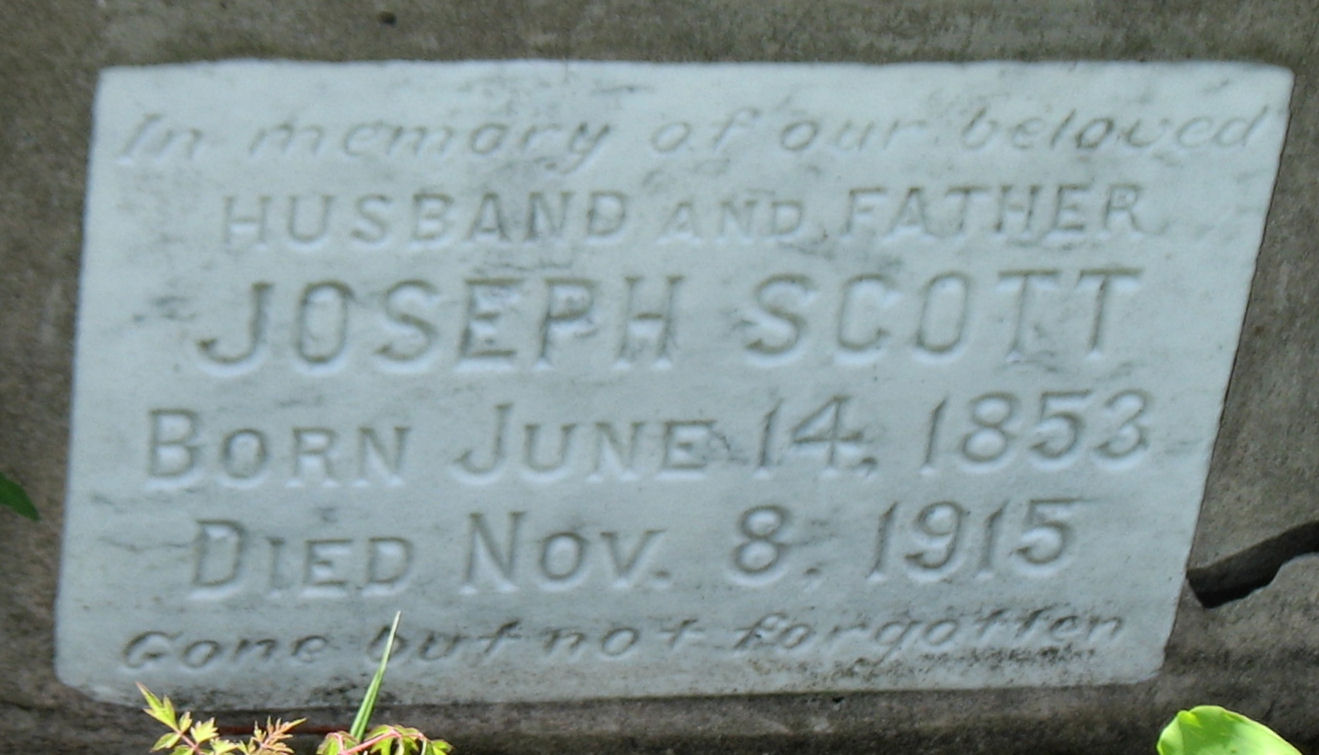 In memory of our beloved
HUSBAND AND FATHER
JOSEPH SCOTT
BORN JUNE 14, 1853
DIED NOV. 8, 1915
Gone but not forgotten